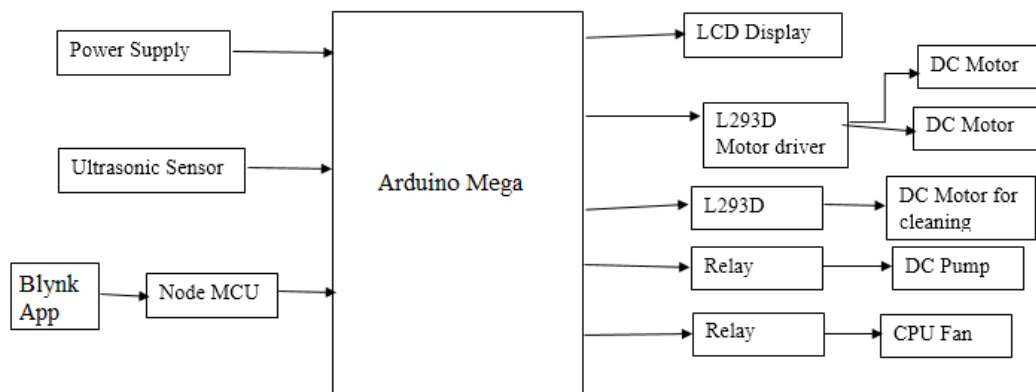 Power Supply
Ultrasonic Sensor
Blynk
App
Node MCU
Arduino Mega
LCD Display
L293D
Motor driver
DC Motor
DC Motor
L293D
DC Motor for
cleaning
Relay
DC Pump
Relay
CPU Fan